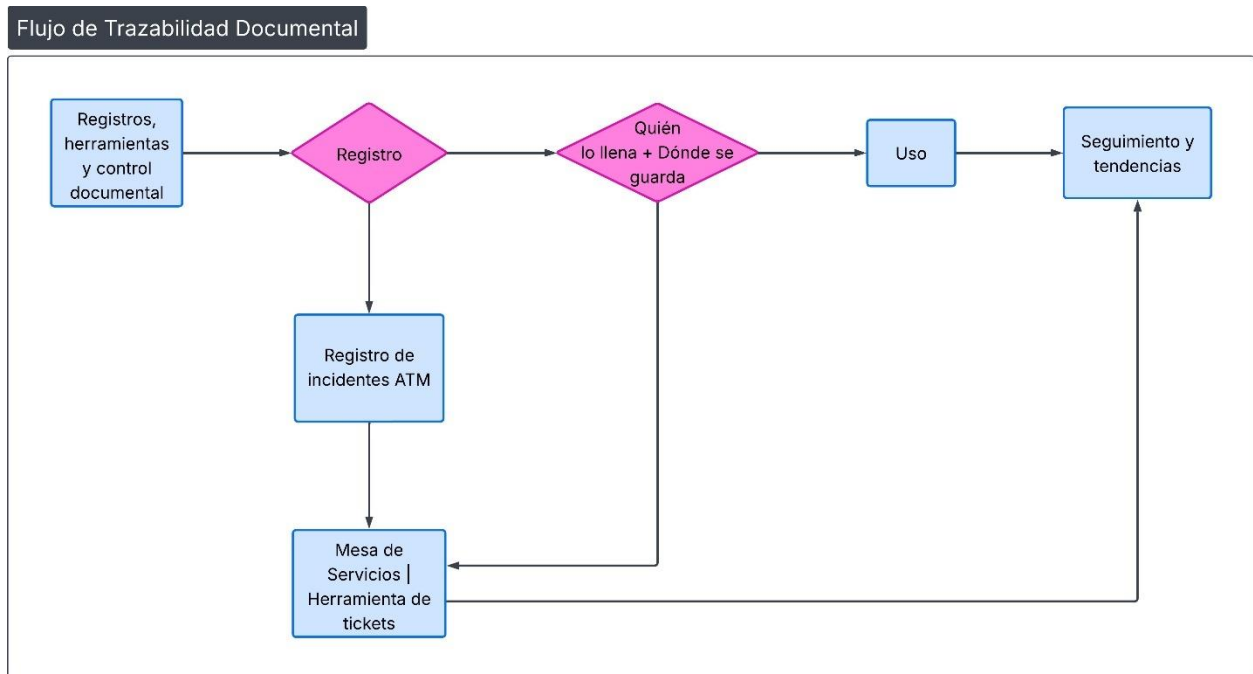 Flujo de Trazabilidad Documental
Registros,
herramientas
y control
documental
Registro
Quién
lo llena + Dónde se
guarda
Uso
Seguimiento y
tendencias
Registro de
incidentes ATM
Mesa de
Servicios |
Herramienta de
tickets